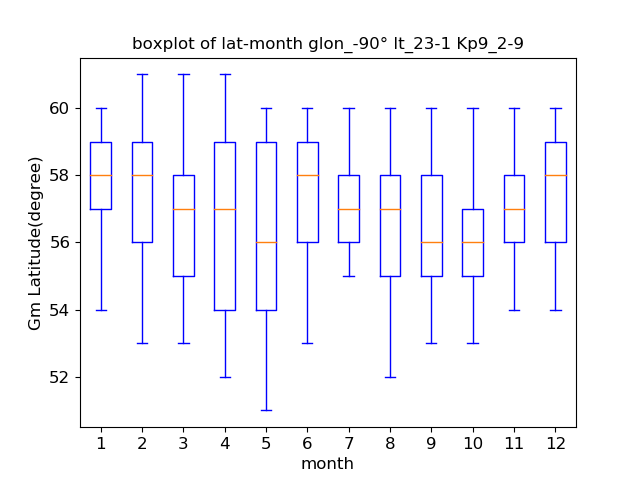 boxplot of lat-month glon_-90° lt_23-1 Kp9_2-9
60
58
56
54
52
Gm Latitude(degree)
1 2 3 4 5 6 7 8 9 10 11 12
month